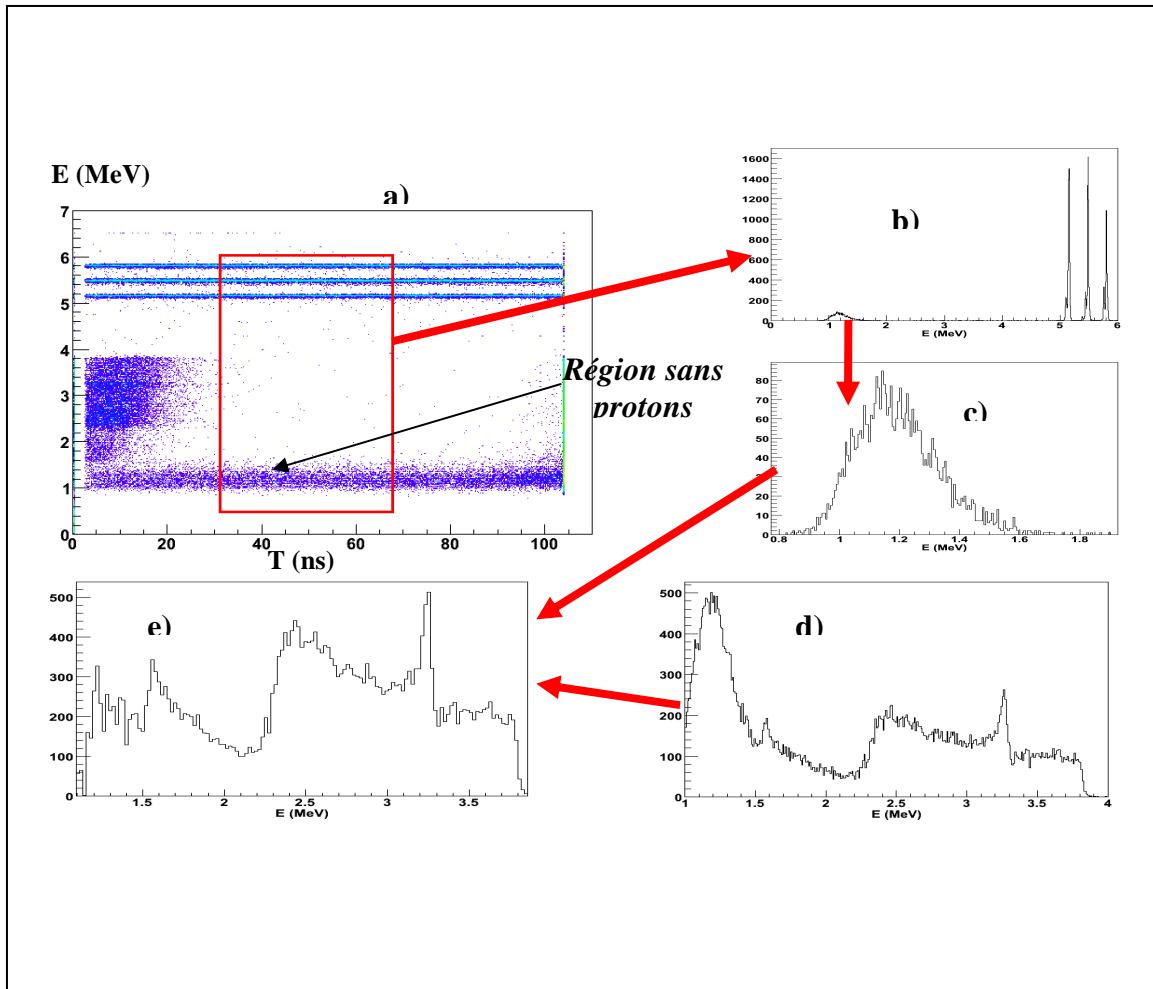 E (MeV)
a)
7
6
5
4
3
2
1
0
0 20 40 60 80 100
T (ns)
Région sans
protons
b)
1600
1400
1200
1000
800
600
400
200
0
0 1 2 3 4 5 6
E (MeV)
c)
80
70
60
50
40
30
20
10
0
0.8 1 1.2 1.4 1.6 1.8
E (MeV)
e)
500
400
300
200
100
0
1.5 2 2.5 3 3.5
E (MeV)
d)
500
400
300
200
100
0
1 1.5 2 2.5 3 3.5 4
E (MeV)